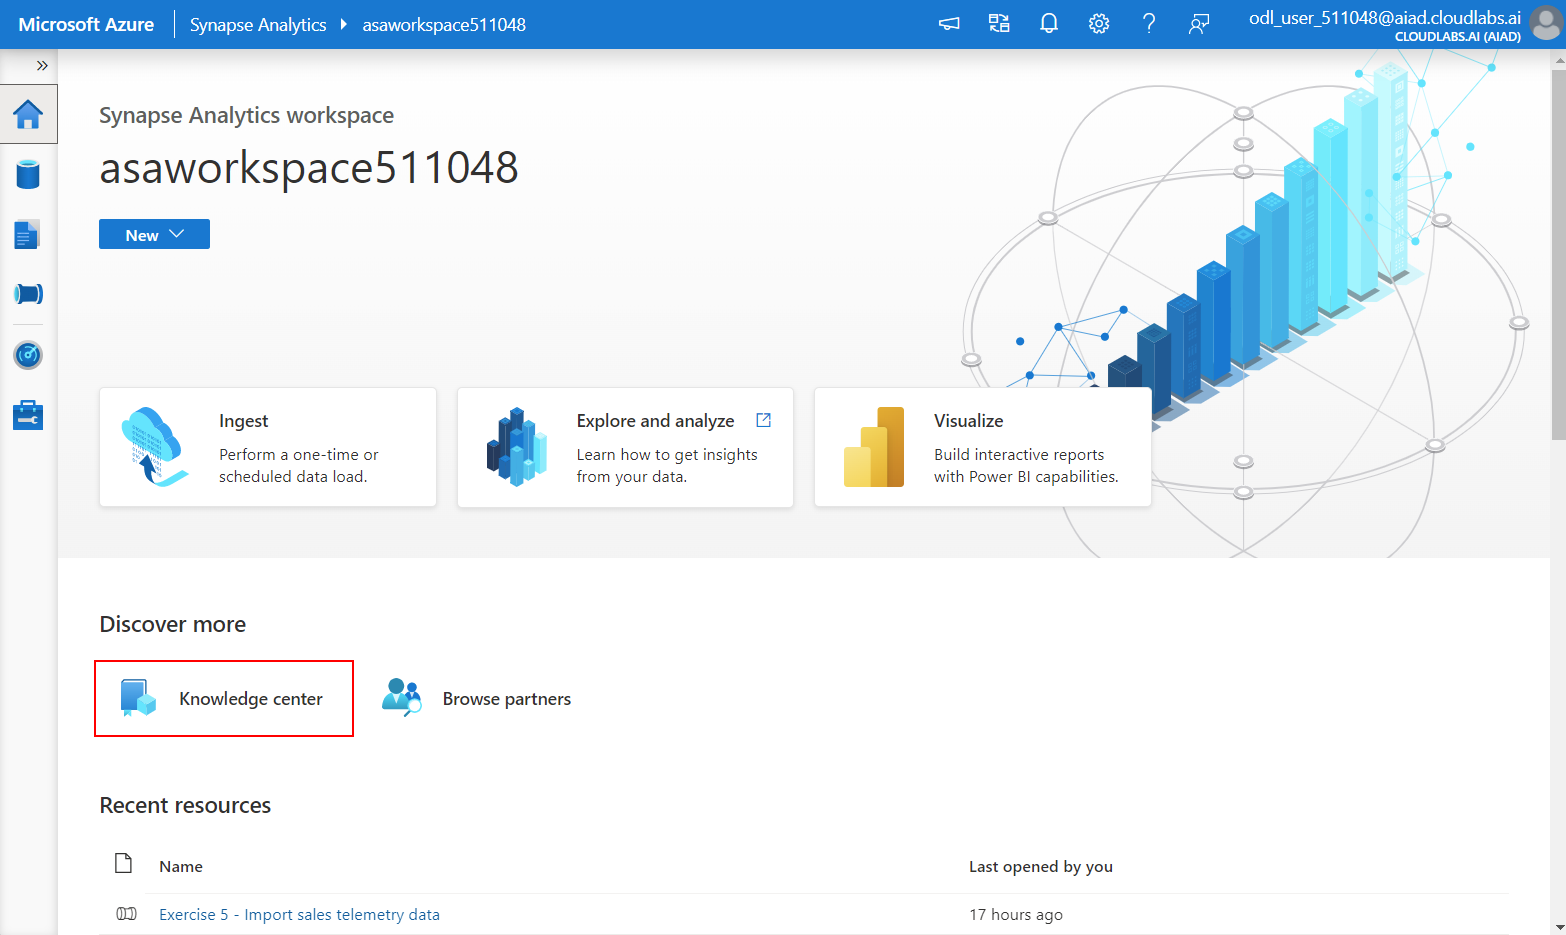 Microsoft Azure
Synapse Analytics
asaworkspace511048
odl_user_511048@aiad.cloudlabs.ai
CLOUDLABS.AI (AIAD)
Synapse Analytics workspace
asaworkspace511048
New
Ingest
Perform a one-time or
scheduled data load.
Explore and analyze
Learn how to get insights
from your data.
Visualize
Build interactive reports
with Power BI capabilities.
Discover more
Knowledge center
Browse partners
Recent resources
Name
Last opened by you
Exercise 5 - Import sales telemetry data
17 hours ago